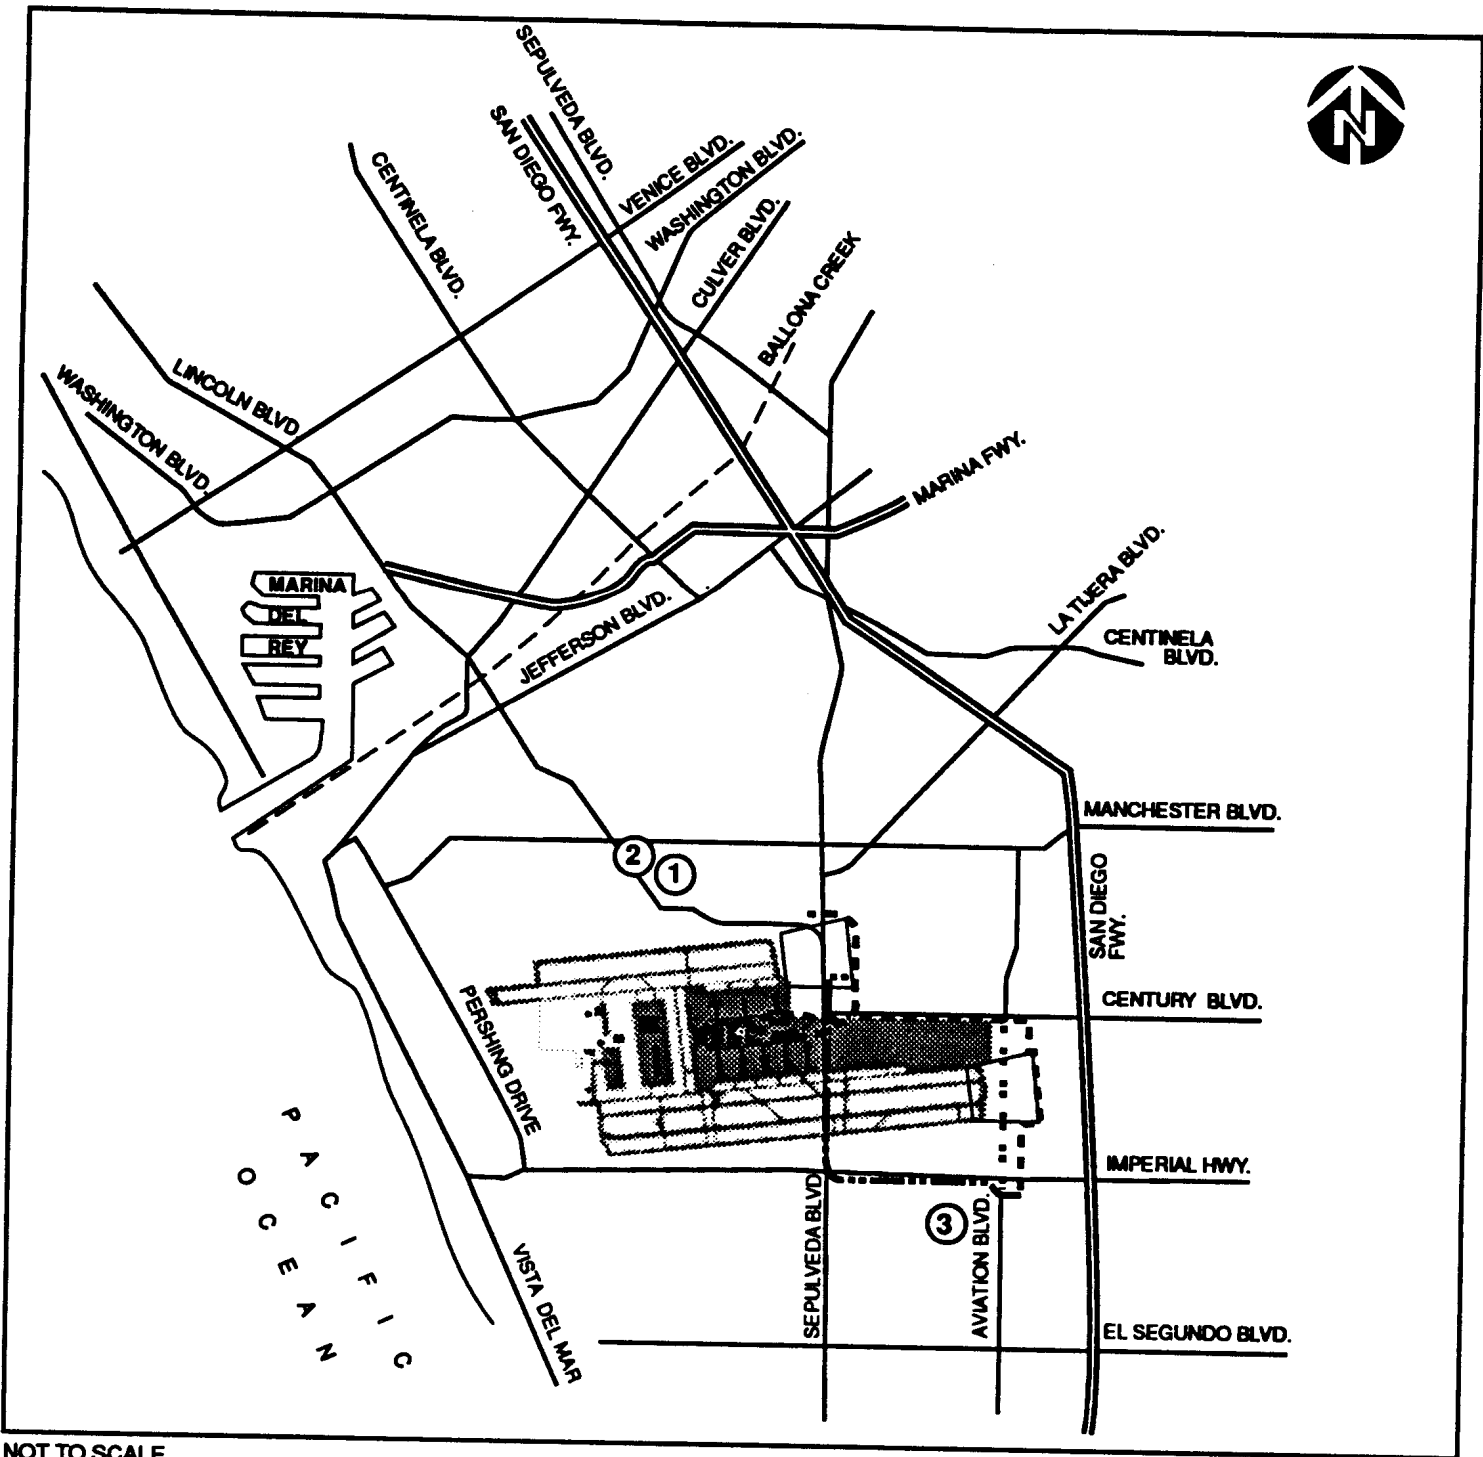 SEPULVEDA BLVD.
SAN DIEGO FWY.
N
CENTINELA BLVD.
VENICE BLVD.
WASHINGTON BLVD.
CULVER BLVD.
BALLONA CREEK
LINCOLN BLVD
WASHINGTON BLVD.
MARINA FWY.
LA TIJERA BLVD.
MARINA
DEL
REY
JEFFERSON BLVD.
CENTINELA
BLVD.
MANCHESTER BLVD.
2
1
SAN DIEGO
FWY.
CENTURY BLVD.
PERSHING DRIVE
PACIFIC
OCEAN
IMPERIAL HWY.
3
SEPULVEDA BLVD
AVIATION BLVD.
VISTA DEL MAR
EL SEGUNDO BLVD.
NOT TO SCALE